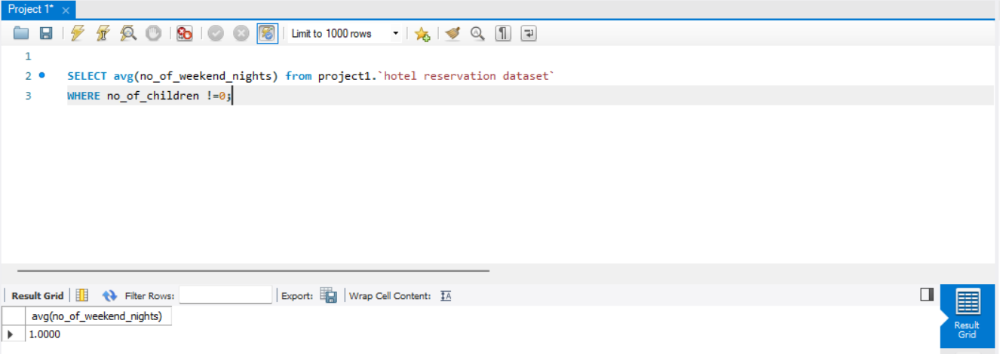 Project 1* ×
Limit to 1000 rows
1
2 SELECT avg(no_of_weekend_nights) from project1.`hotel reservation dataset`
3 WHERE no_of_children !=0;
Result Grid Filter Rows: Export: Wrap Cell Content: IA
avg(no_of_weekend_nights)
1.0000
Result
Grid